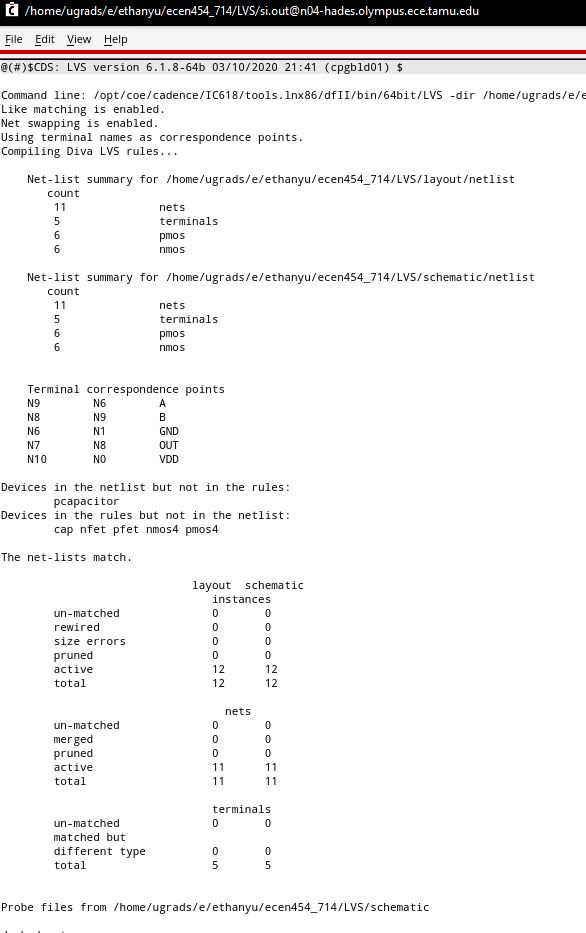 /home/ugrads/e/ethanyu/ecen454_714/LVS/si.out@n04-hades.olympus.ece.tamu.edu
File Edit View Help
@(#)$CDS: LVS version 6.1.8-64b 03/10/2020 21:41 (cpgbld01) $
Command line: /opt/coe/cadence/IC618/tools.lnx86/dfII/bin/64bit/LVS -dir /home/ugrads/e/e
Like matching is enabled.
Net swapping is enabled.
Using terminal names as correspondence points.
Compiling Diva LVS rules...
Net-list summary for /home/ugrads/e/ethanyu/ecen454_714/LVS/layout/netlist
count
11 nets
5 terminals
6 pmos
6 nmos
Net-list summary for /home/ugrads/e/ethanyu/ecen454_714/LVS/schematic/netlist
count
11 nets
5 terminals
6 pmos
6 nmos
Terminal correspondence points
N9 N6 A
N8 N9 B
N6 N1 GND
N7 N8 OUT
N10 N0 VDD
Devices in the netlist but not in the rules:
pcapacitor
Devices in the rules but not in the netlist:
cap nfet pfet nmos4 pmos4
The net-lists match.
layout schematic
instances
un-matched 0 0
rewired 0 0
size errors 0 0
pruned 0 0
active 12 12
total 12 12
nets
un-matched 0 0
merged 0 0
pruned 0 0
active 11 11
total 11 11
terminals
un-matched 0 0
matched but
different type 0 0
total 5 5
Probe files from /home/ugrads/e/ethanyu/ecen454_714/LVS/schematic